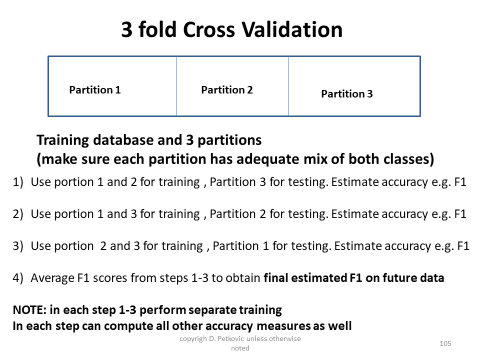 3 fold Cross Validation
Partition 1
Partition 2
Partition 3
Training database and 3 partitions
(make sure each partition has adequate mix of both classes)
1) Use portion 1 and 2 for training , Partition 3 for testing. Estimate accuracy e.g. F1
2) Use portion 1 and 3 for training , Partition 2 for testing. Estimate accuracy e.g. F1
3) Use portion 2 and 3 for training , Partition 1 for testing. Estimate accuracy e.g. F1
4) Average F1 scores from steps 1-3 to obtain final estimated F1 on future data
NOTE: in each step 1-3 perform separate training
In each step can compute all other accuracy measures as well
copyrigh D. Petkovic unless otherwise
noted
105